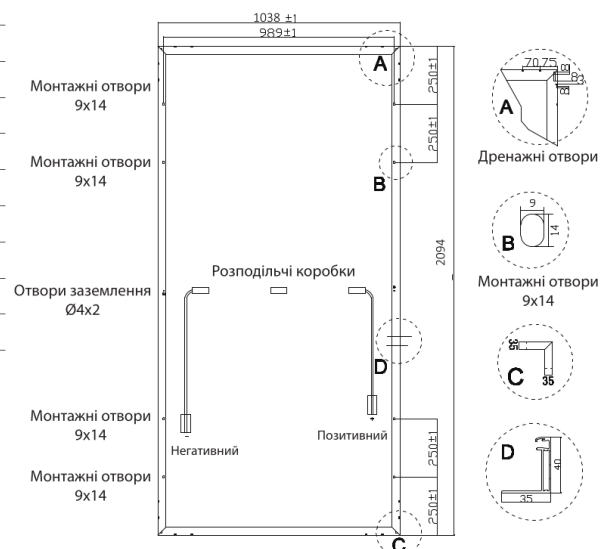 1038 ±1
989±1
A
250±1
250±1
Монтажні отвори
9x14
Монтажні отвори
9x14
B
2094
Розподільчі коробки
Отвори заземлення
Ø4x2
D
Монтажні отвори
9x14
Негативний
Позитивний
250±1
Монтажні отвори
9x14
250±1
C
70,75
A
Дренажні отвори
9
14
B
Монтажні отвори
9x14
35
C
35
D
40
35